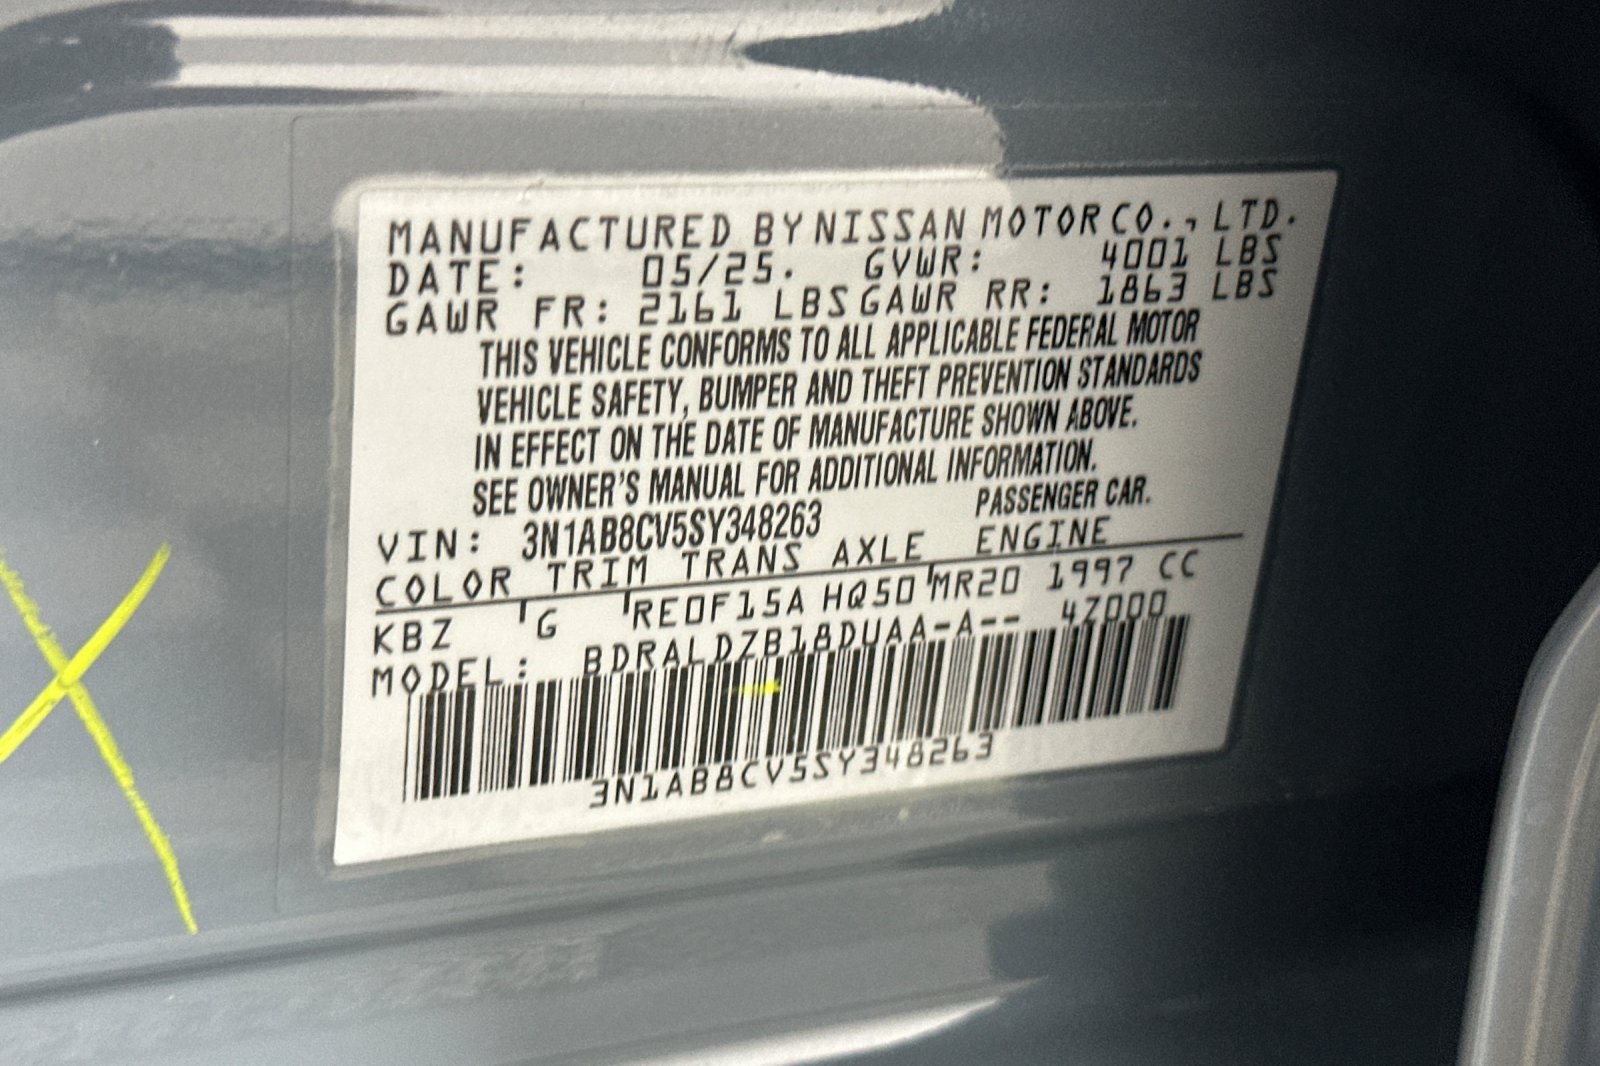 MANUFACTURED BY NISSAN MOTOR CO., LTD.
DATE: 05/25. GVWR: 4001 LBS
GAWR FR: 2161 LBS GAWR RR: 1863 LBS
THIS VEHICLE CONFORMS TO ALL APPLICABLE FEDERAL MOTOR
VEHICLE SAFETY, BUMPER AND THEFT PREVENTION STANDARDS
IN EFFECT ON THE DATE OF MANUFACTURE SHOWN ABOVE.
SEE OWNER'S MANUAL FOR ADDITIONAL INFORMATION.
VIN: 3N1AB8CV5SY348263 PASSENGER CAR.
COLOR TRIM TRANS AXLE ENGINE
KBZ G RE0F15A HQ50 MR20 1997 CC
MODEL: BDRALDZB18DUAA-A-- 4Z000
3N1AB8CV5SY348263